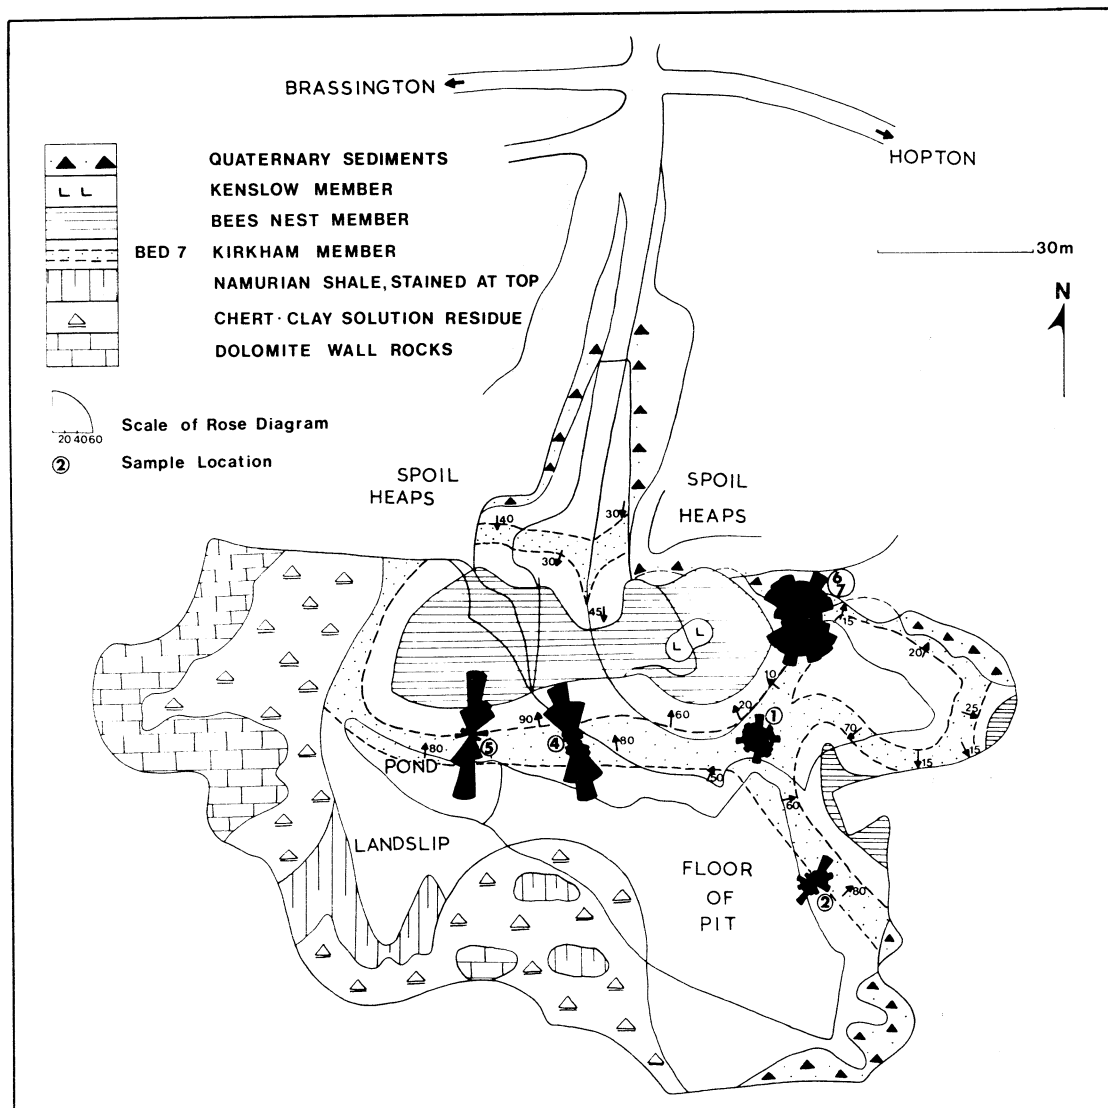 BRASSINGTON
HOPTON
QUATERNARY SEDIMENTS
KENSLOW MEMBER
BEES NEST MEMBER
BED 7 KIRKHAM MEMBER
NAMURIAN SHALE, STAINED AT TOP
CHERT · CLAY SOLUTION RESIDUE
DOLOMITE WALL ROCKS
30m
N
20 40 60
Scale of Rose Diagram
② Sample Location
SPOIL
HEAPS
SPOIL
HEAPS
40
30
30
45
6
7
15
20
10
20
25
60
①
70
90
80
⑤
④
80
15
15
POND
50
60
LANDSLIP
FLOOR
OF
PIT
80
②